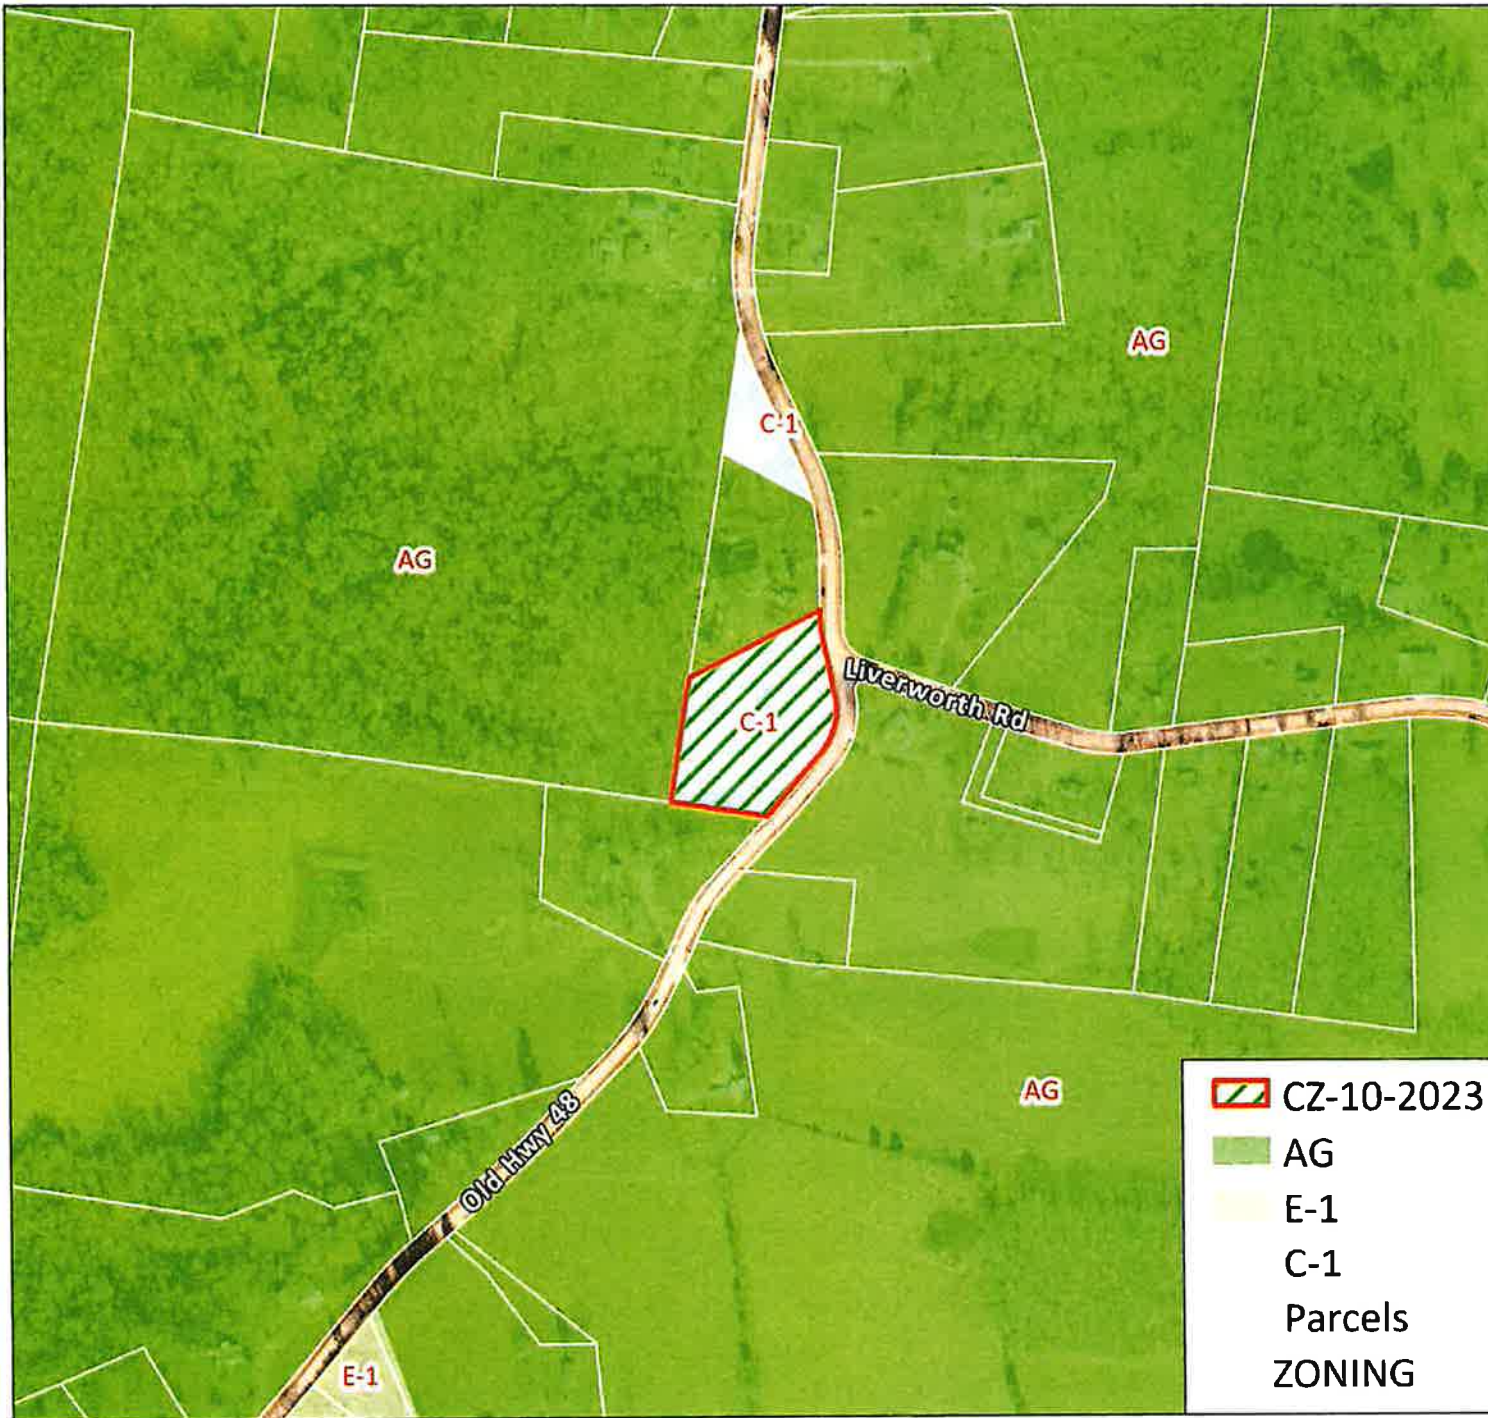 AG
C-1
AG
Liverworth Rd
C-1
AG
Old Hwy 48
E-1
CZ-10-2023
AG
E-1
C-1
Parcels
ZONING